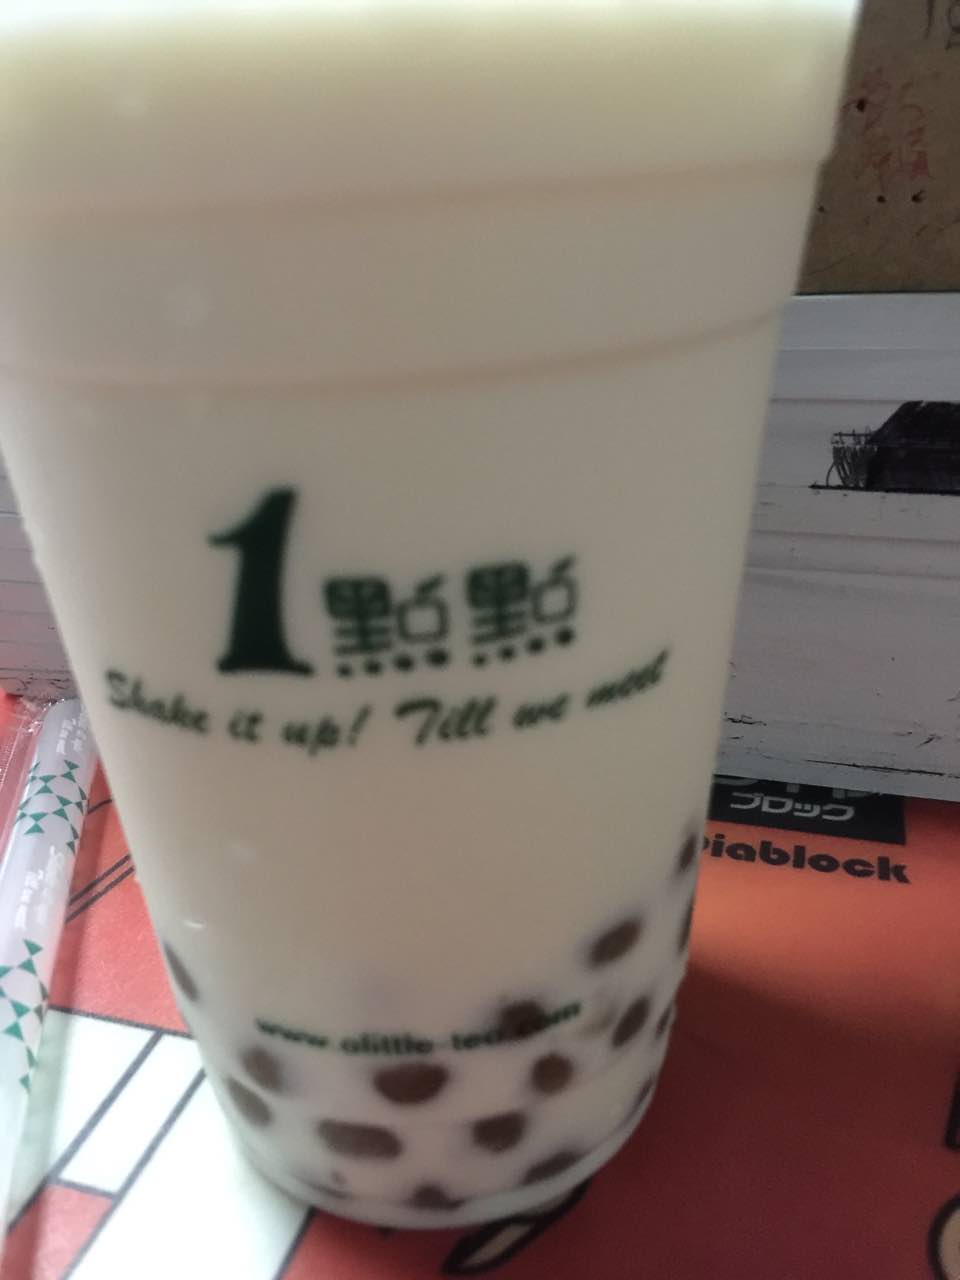 1點點
Shake it up! Till we meet
www.alittle-tea.com
ブロック
iablock